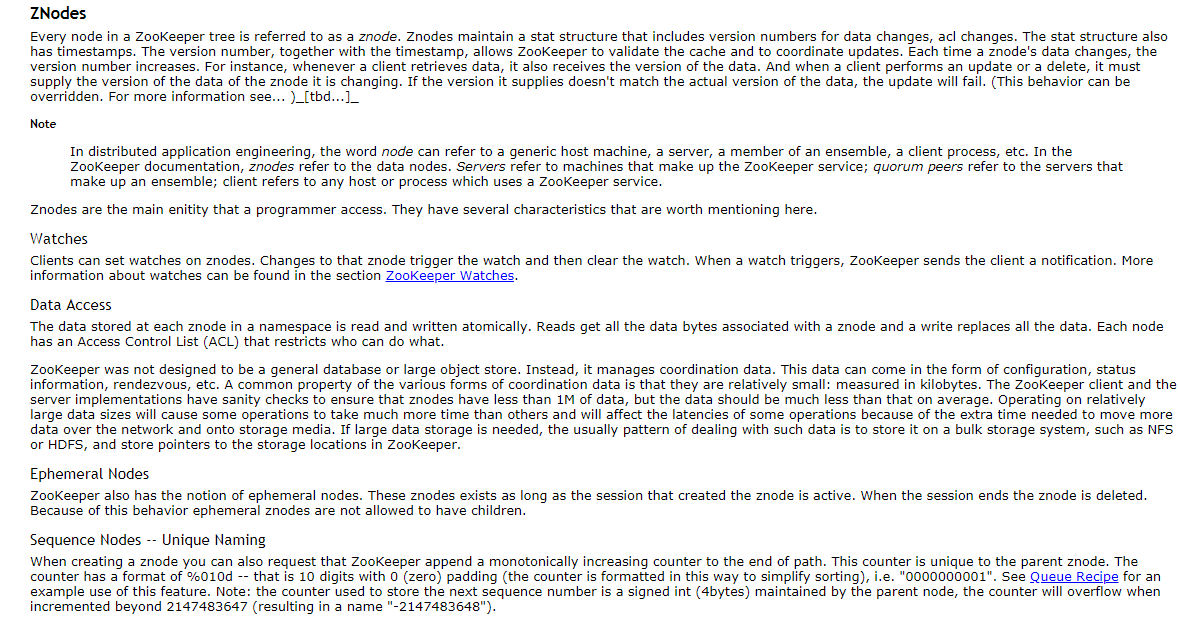 ZNodes
Every node in a ZooKeeper tree is referred to as a znode. Znodes maintain a stat structure that includes version numbers for data changes, acl changes. The stat structure also
has timestamps. The version number, together with the timestamp, allows ZooKeeper to validate the cache and to coordinate updates. Each time a znode's data changes, the
version number increases. For instance, whenever a client retrieves data, it also receives the version of the data. And when a client performs an update or a delete, it must
supply the version of the data of the znode it is changing. If the version it supplies doesn't match the actual version of the data, the update will fail. (This behavior can be
overridden. For more information see... )_[tbd...]_
Note
In distributed application engineering, the word node can refer to a generic host machine, a server, a member of an ensemble, a client process, etc. In the
ZooKeeper documentation, znodes refer to the data nodes. Servers refer to machines that make up the ZooKeeper service; quorum peers refer to the servers that
make up an ensemble; client refers to any host or process which uses a ZooKeeper service.
Znodes are the main enitity that a programmer access. They have several characteristics that are worth mentioning here.
Watches
Clients can set watches on znodes. Changes to that znode trigger the watch and then clear the watch. When a watch triggers, ZooKeeper sends the client a notification. More
information about watches can be found in the section ZooKeeper Watches.
Data Access
The data stored at each znode in a namespace is read and written atomically. Reads get all the data bytes associated with a znode and a write replaces all the data. Each node
has an Access Control List (ACL) that restricts who can do what.
ZooKeeper was not designed to be a general database or large object store. Instead, it manages coordination data. This data can come in the form of configuration, status
information, rendezvous, etc. A common property of the various forms of coordination data is that they are relatively small: measured in kilobytes. The ZooKeeper client and the
server implementations have sanity checks to ensure that znodes have less than 1M of data, but the data should be much less than that on average. Operating on relatively
large data sizes will cause some operations to take much more time than others and will affect the latencies of some operations because of the extra time needed to move more
data over the network and onto storage media. If large data storage is needed, the usually pattern of dealing with such data is to store it on a bulk storage system, such as NFS
or HDFS, and store pointers to the storage locations in ZooKeeper.
Ephemeral Nodes
ZooKeeper also has the notion of ephemeral nodes. These znodes exists as long as the session that created the znode is active. When the session ends the znode is deleted.
Because of this behavior ephemeral znodes are not allowed to have children.
Sequence Nodes -- Unique Naming
When creating a znode you can also request that ZooKeeper append a monotonically increasing counter to the end of path. This counter is unique to the parent znode. The
counter has a format of %010d -- that is 10 digits with 0 (zero) padding (the counter is formatted in this way to simplify sorting), i.e. "0000000001". See Queue Recipe for an
example use of this feature. Note: the counter used to store the next sequence number is a signed int (4bytes) maintained by the parent node, the counter will overflow when
incremented beyond 2147483647 (resulting in a name "-2147483648").